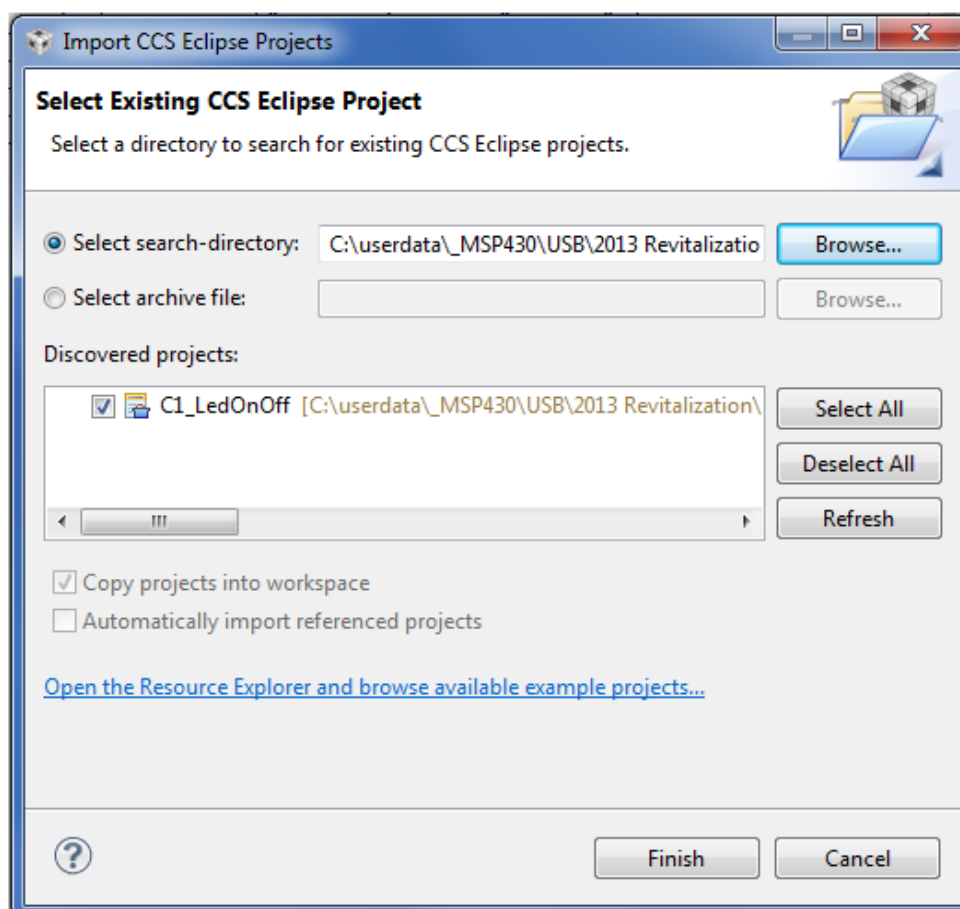 Import CCS Eclipse Projects
Select Existing CCS Eclipse Project
Select a directory to search for existing CCS Eclipse projects.
Select search-directory: C:\userdata\_MSP430\USB\2013 Revitalizatio Browse...
Select archive file: Browse...
Discovered projects:
C1_LedOnOff [C:\userdata\_MSP430\USB\2013 Revitalization\ Select All
Deselect All
Refresh
Copy projects into workspace
Automatically import referenced projects
Open the Resource Explorer and browse available example projects...
? Finish Cancel